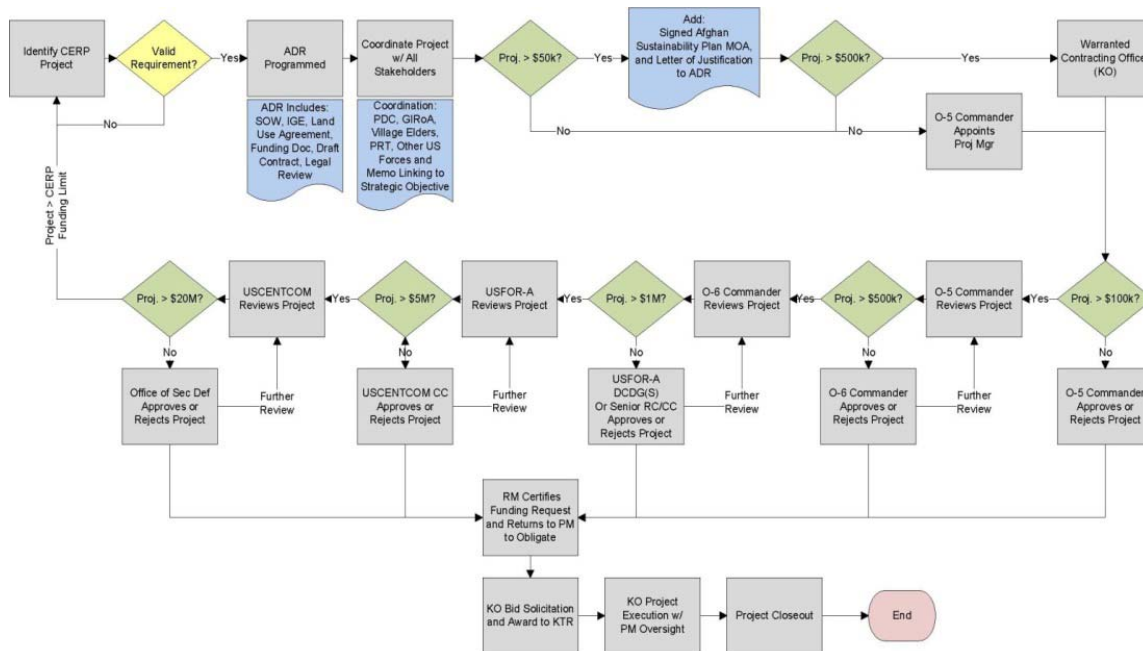 Identify CERP
Project
Valid
Requirement?
Yes
ADR
Programmed
Coordinate Project
w/ All
Stakeholders
Proj. > $50k?
Yes
Add:
Signed Afghan
Sustainability Plan MOA,
and Letter of Justification
to ADR
Proj. > $500k?
Yes
Warranted
Contracting Officer
(KO)
No
ADR Includes:
SOW, IGE, Land
Use Agreement,
Funding Doc, Draft
Contract, Legal
Review
Coordination:
PDC, GIRoA,
Village Elders,
PRT, Other US
Forces and
Memo Linking to
Strategic Objective
No
No
O-5 Commander
Appoints
Proj Mgr
Project > CERP
Funding Limit
Proj. > $20M?
USCENTCOM
Reviews Project
Yes
Proj. > $5M?
USFOR-A
Reviews Project
Yes
Proj. > $1M?
O-6 Commander
Reviews Project
Yes
Proj. > $500k?
O-5 Commander
Reviews Project
Yes
Proj. > $100k?
No
No
No
No
No
Office of Sec Def
Approves or
Rejects Project
Further
Review
USCENTCOM CC
Approves or
Rejects Project
Further
Review
USFOR-A
DCDG(S)
Or Senior RC/CC
Approves or
Rejects Project
Further
Review
O-6 Commander
Approves or
Rejects Project
Further
Review
O-5 Commander
Approves or
Rejects Project
RM Certifies
Funding Request
and Returns to PM
to Obligate
KO Bid Solicitation
and Award to KTR
KO Project
Execution w/
PM Oversight
Project Closeout
End